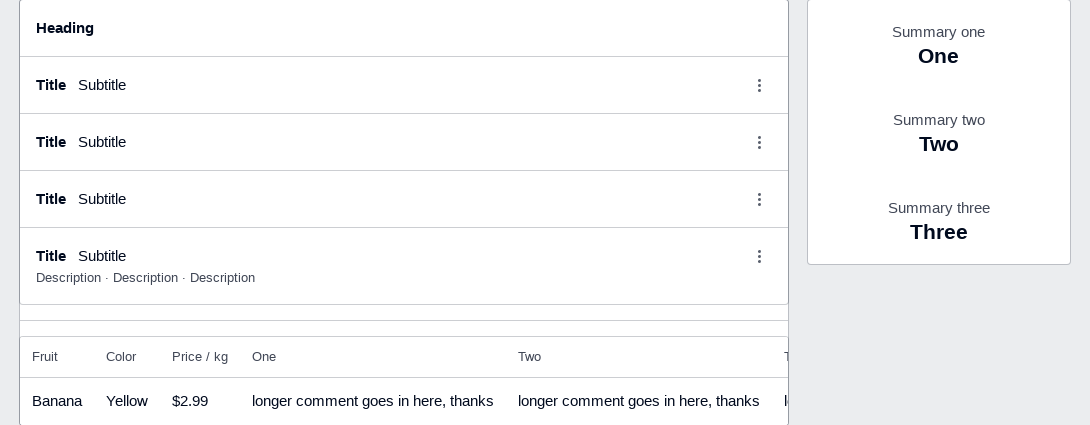 Heading
Title Subtitle
Title Subtitle
Title Subtitle
Title Subtitle
Description · Description · Description
Fruit Color Price / kg One Two
Banana Yellow $2.99 longer comment goes in here, thanks longer comment goes in here, thanks
Summary one
One
Summary two
Two
Summary three
Three